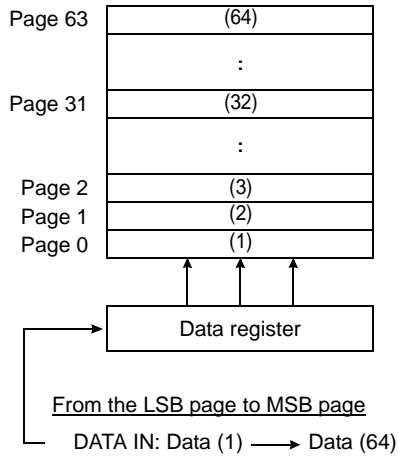 Page 63 (64)
:
Page 31 (32)
:
Page 2 (3)
Page 1 (2)
Page 0 (1)
Data register
From the LSB page to MSB page
DATA IN: Data (1) Data (64)